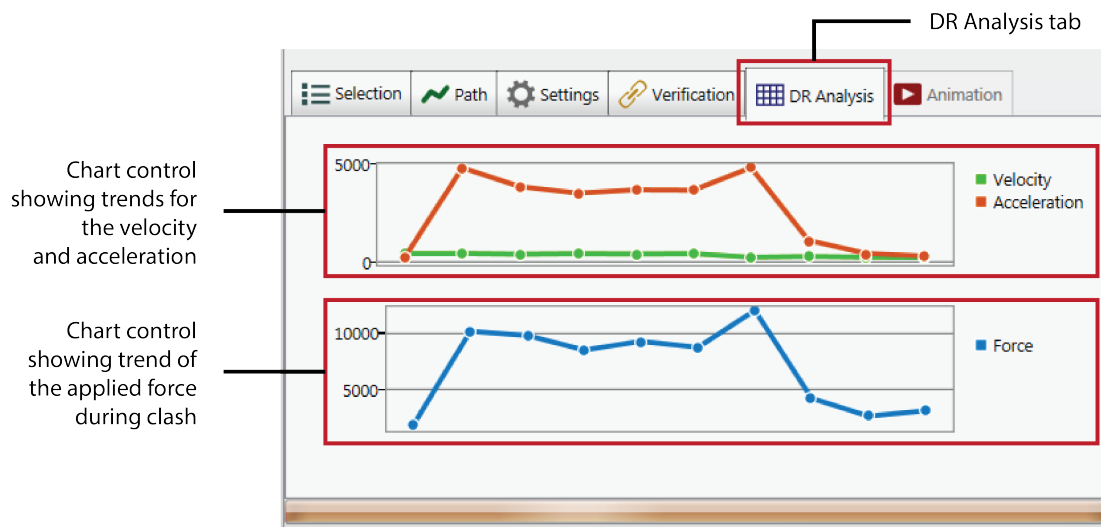 DR Analysis tab
Selection Path Settings Verification DR Analysis Animation
Chart control
showing trends for
the velocity
and acceleration
5000
0
Velocity
Acceleration
Chart control
showing trend of
the applied force
during clash
10000
5000
Force